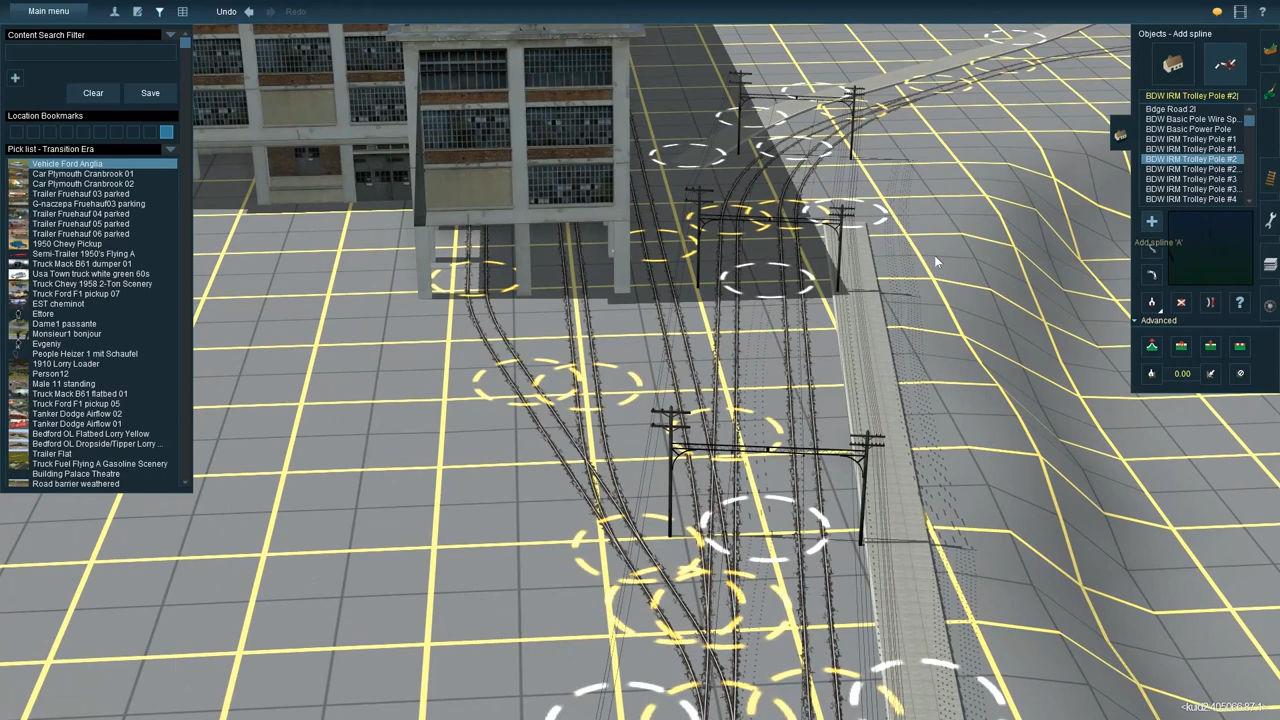 Main menu
Undo
Redo
Content Search Filter
Clear
Save
Location Bookmarks
Pick list - Transition Era
Vehicle Ford Anglia
Car Plymouth Cranbrook 01
Car Plymouth Cranbrook 02
Trailer Fruehauf 03 parked
G-naczepa Fruehauf03 parking
Trailer Fruehauf 04 parked
Trailer Fruehauf 05 parked
Trailer Fruehauf 06 parked
1950 Chevy Pickup
Semi-Trailer 1950's Flying A
Truck Mack B61 dumper 01
Usa Town truck white green 60s
Truck Chevy 1958 2-Ton Scenery
Truck Ford F1 pickup 07
EST cheminot
Ettore
Dame1 passante
Monsieur1 bonjour
Evgeniy
People Heizer 1 mit Schaufel
1910 Lorry Loader
Person12
Male 11 standing
Truck Mack B61 flatbed 01
Truck Ford F1 pickup 05
Tanker Dodge Airflow 02
Tanker Dodge Airflow 01
Bedford OL Flatbed Lorry Yellow
Bedford OL Dropside/Tipper Lorry ...
Trailer Flat
Truck Fuel Flying A Gasoline Scenery
Building Palace Theatre
Road barrier weathered
Objects - Add spline
BDW IRM Trolley Pole #2|
Bdge Road 2l
BDW Basic Pole Wire Sp...
BDW Basic Power Pole
BDW IRM Trolley Pole #1
BDW IRM Trolley Pole #1...
BDW IRM Trolley Pole #2
BDW IRM Trolley Pole #2...
BDW IRM Trolley Pole #3
BDW IRM Trolley Pole #3...
BDW IRM Trolley Pole #4
Add spline 'A'
Advanced
0.00
<kuid2:405066:87:1>